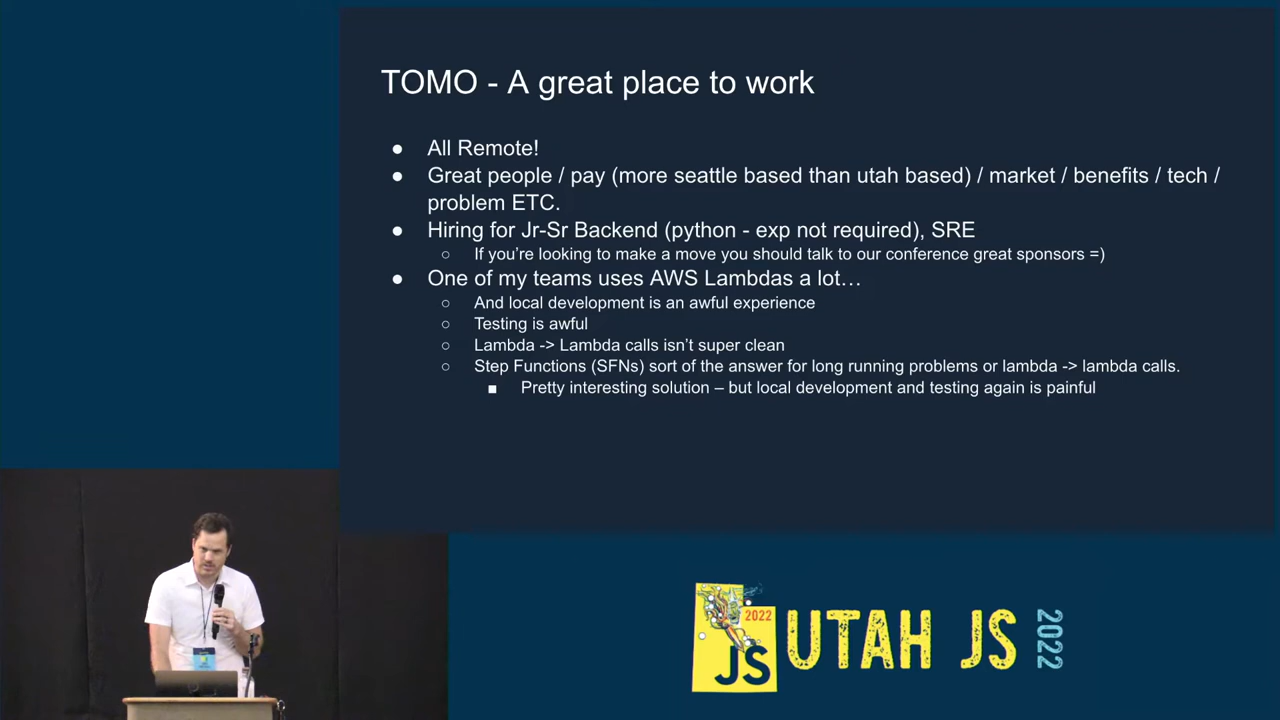 TOMO - A great place to work
● All Remote!
● Great people / pay (more seattle based than utah based) / market / benefits / tech /
problem ETC.
● Hiring for Jr-Sr Backend (python - exp not required), SRE
○ If you’re looking to make a move you should talk to our conference great sponsors =)
● One of my teams uses AWS Lambdas a lot…
○ And local development is an awful experience
○ Testing is awful
○ Lambda -> Lambda calls isn’t super clean
○ Step Functions (SFNs) sort of the answer for long running problems or lambda -> lambda calls.
■ Pretty interesting solution – but local development and testing again is painful
2022
JS
UTAH JS
2022